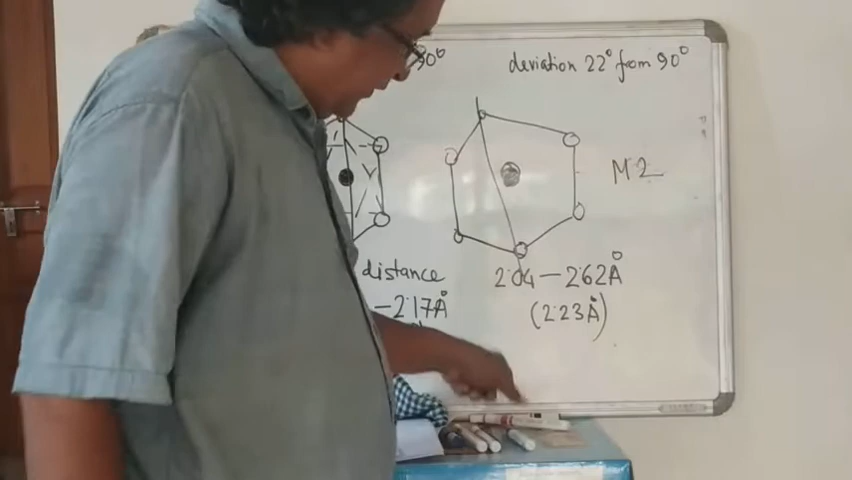 90°
deviation 22° from 90°
M2
distance
-2.17Å
2.04 - 2.62Å
(2.23Å)